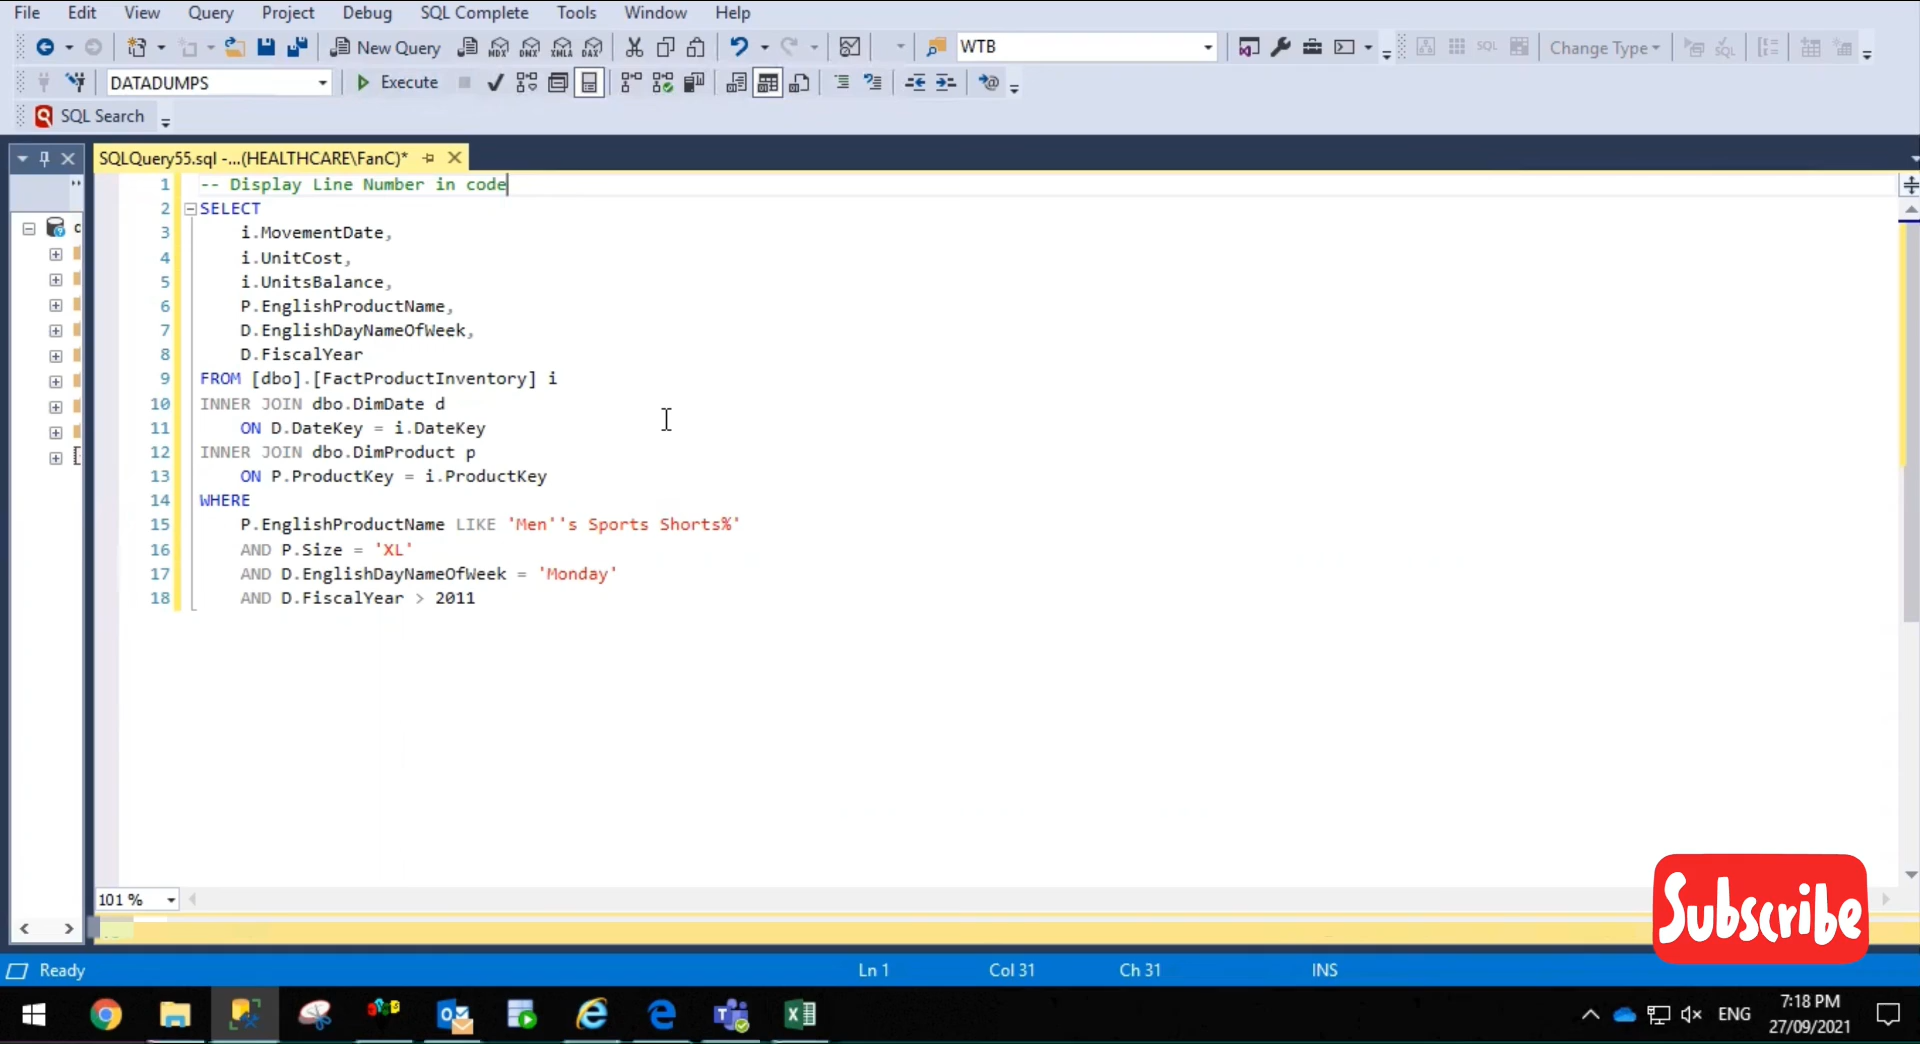 File Edit View Query Project Debug SQL Complete Tools Window Help
New Query MDX DMX XMLA DAX WTB SQL Change Type
DATADUMPS Execute
SQL Search
SQLQuery55.sql -...(HEALTHCARE\FanC)*
1 -- Display Line Number in code
2 SELECT
3 i.MovementDate,
4 i.UnitCost,
5 i.UnitsBalance,
6 P.EnglishProductName,
7 D.EnglishDayNameOfWeek,
8 D.FiscalYear
9 FROM [dbo].[FactProductInventory] i
10 INNER JOIN dbo.DimDate d
11 ON D.DateKey = i.DateKey
12 INNER JOIN dbo.DimProduct p
13 ON P.ProductKey = i.ProductKey
14 WHERE
15 P.EnglishProductName LIKE 'Men''s Sports Shorts%'
16 AND P.Size = 'XL'
17 AND D.EnglishDayNameOfWeek = 'Monday'
18 AND D.FiscalYear > 2011
101 %
Subscribe
Ready Ln 1 Col 31 Ch 31 INS
ENG 7:18 PM
27/09/2021